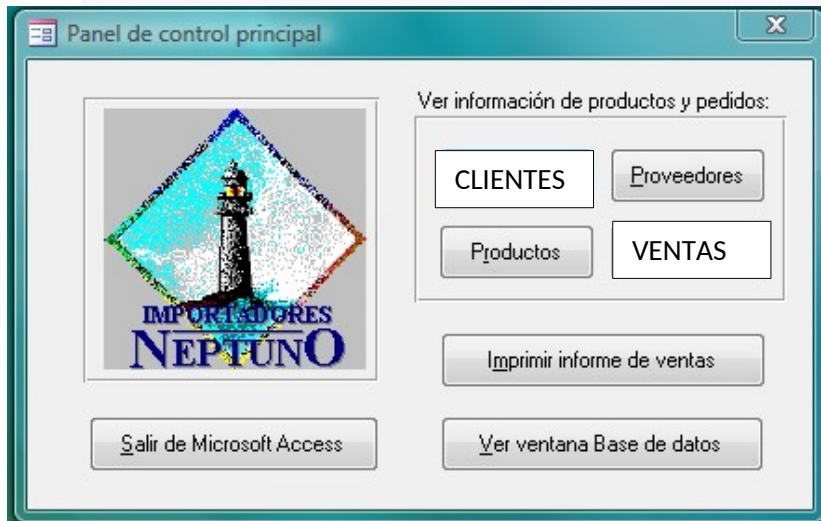 Panel de control principal
Ver información de productos y pedidos:
CLIENTES
Proveedores
Productos
VENTAS
IMPORTADORES
NEPTUNO
Imprimir informe de ventas
Salir de Microsoft Access
Ver ventana Base de datos